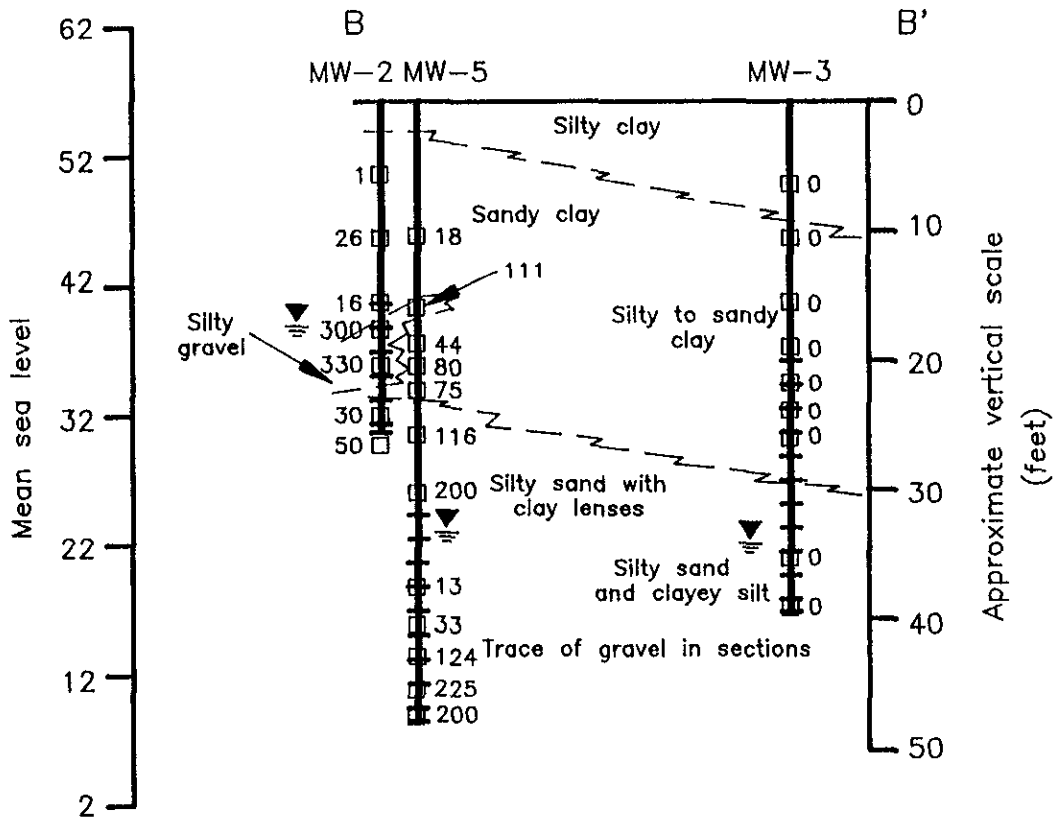 62
52
42
32
22
12
2
Mean sea level
B
B'
MW-2
MW-5
MW-3
Silty clay
Sandy clay
1
26
16
300
330
30
50
18
111
44
80
75
116
200
13
33
124
225
200
Silty
gravel
Silty to sandy
clay
Silty sand with
clay lenses
Silty sand
and clayey silt
Trace of gravel in sections
0
0
0
0
0
0
0
0
0
0
10
20
30
40
50
Approximate vertical scale
(feet)